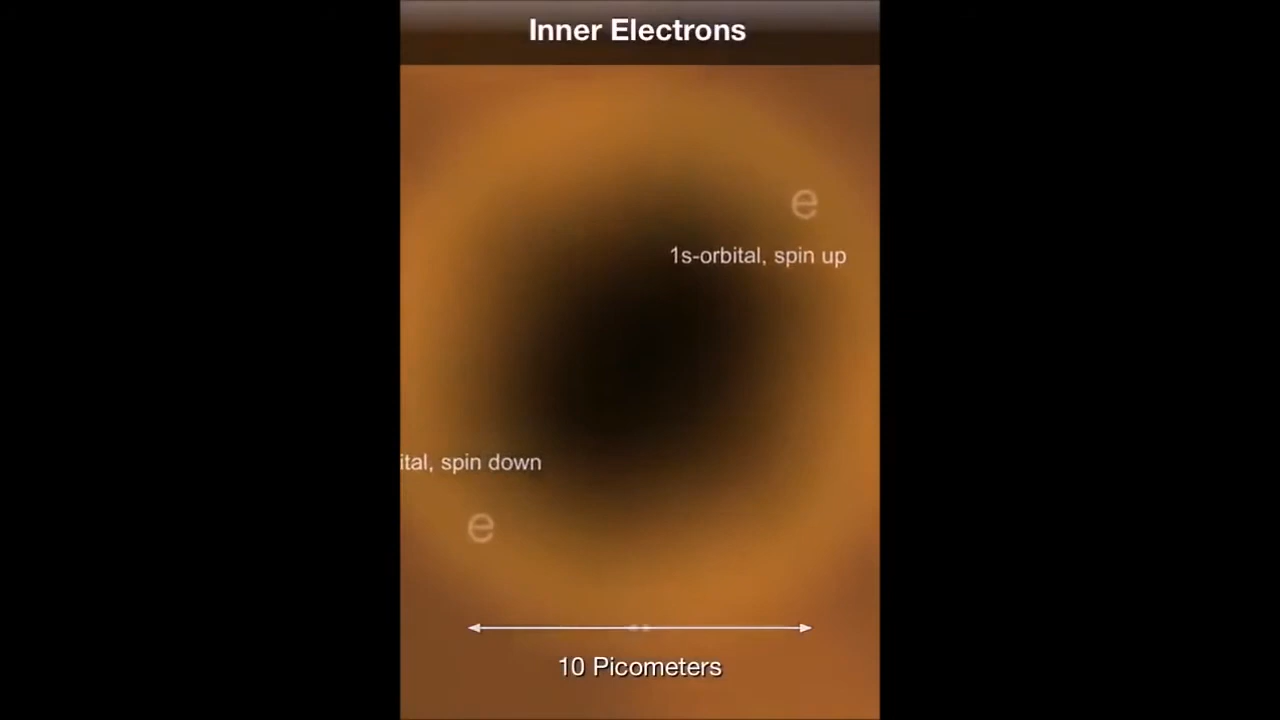 Inner Electrons
e
1s-orbital, spin up
ital, spin down
e
10 Picometers